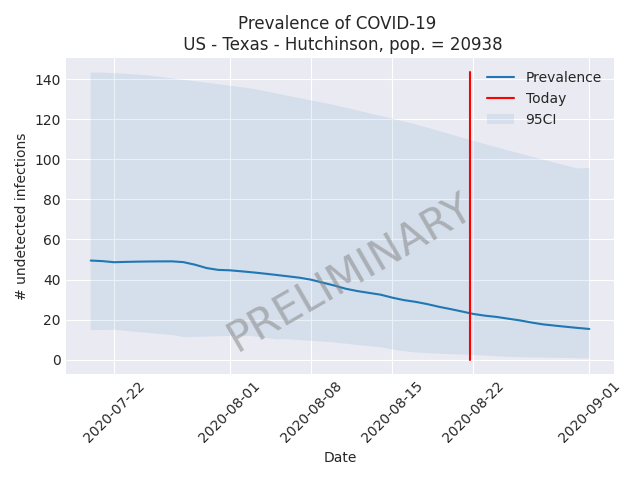 Prevalence of COVID-19
US - Texas - Hutchinson, pop. = 20938
140
120
100
80
60
40
20
0
# undetected infections
Prevalence
Today
95CI
PRELIMINARY
2020-07-22
2020-08-01
2020-08-08
2020-08-15
2020-08-22
2020-09-01
Date